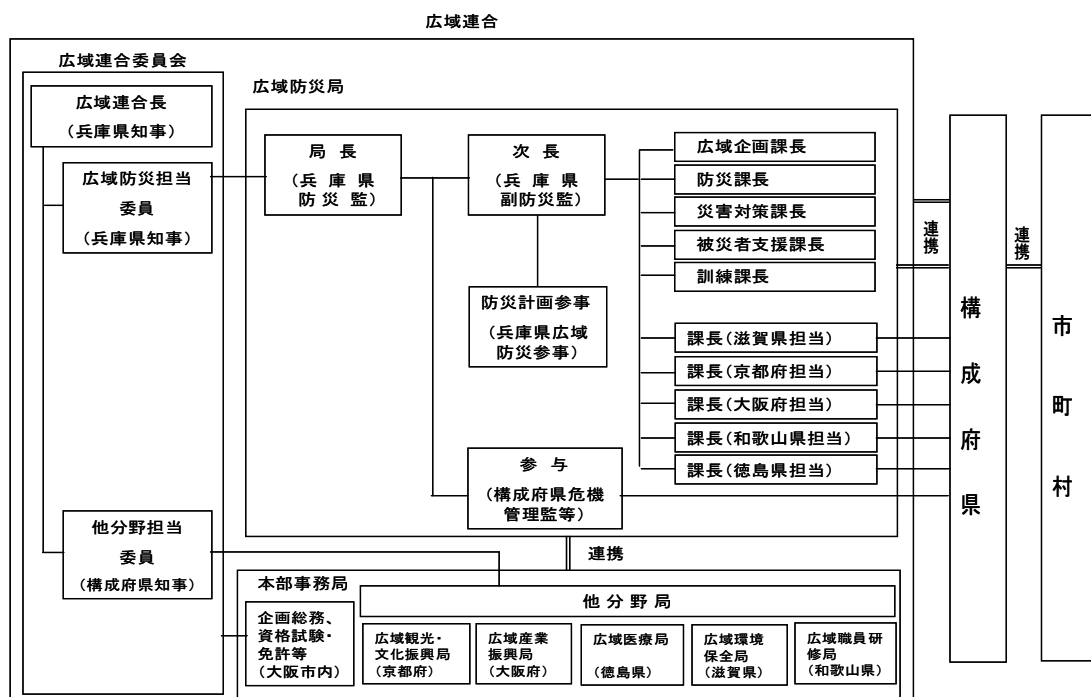 広域連合
広域連合委員会
広域連合長
(兵庫県知事)
広域防災担当
委員
(兵庫県知事)
他分野担当
委員
(構成府県知事)
広域防災局
局長
(兵庫県
防災監)
次長
(兵庫県
副防災監)
防災計画参事
(兵庫県広域
防災参事)
参与
(構成府県危機
管理監等)
広域企画課長
防災課長
災害対策課長
被災者支援課長
訓練課長
課長(滋賀県担当)
課長(京都府担当)
課長(大阪府担当)
課長(和歌山県担当)
課長(徳島県担当)
連携
構成府県
連携
市町村
連携
本部事務局
企画総務、
資格試験・
免許等
(大阪市内)
他分野局
広域観光・
文化振興局
(京都府)
広域産業
振興局
(大阪府)
広域医療局
(徳島県)
広域環境
保全局
(滋賀県)
広域職員研
修局
(和歌山県)